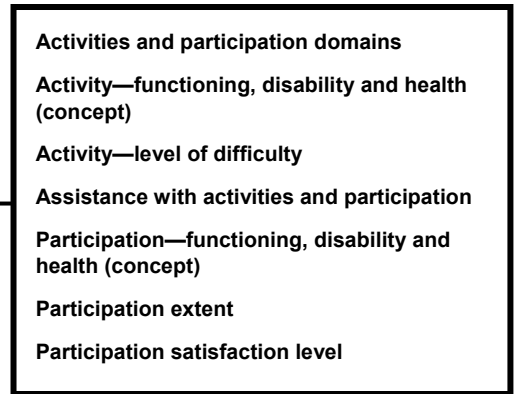 Activities and participation domains
Activity—functioning, disability and health
(concept)
Activity—level of difficulty
Assistance with activities and participation
Participation—functioning, disability and
health (concept)
Participation extent
Participation satisfaction level